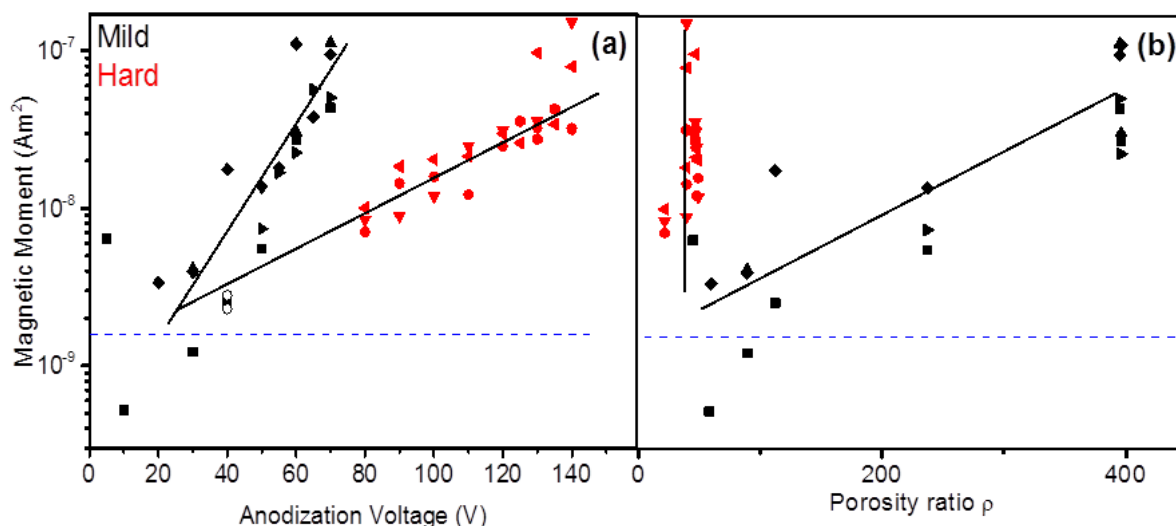 Mild
Hard
(a)
(b)
Magnetic Moment (Am²)
10⁻⁷
10⁻⁸
10⁻⁹
0 20 40 60 80 100 120 140
0 200 400
Anodization Voltage (V)
Porosity ratio ρ